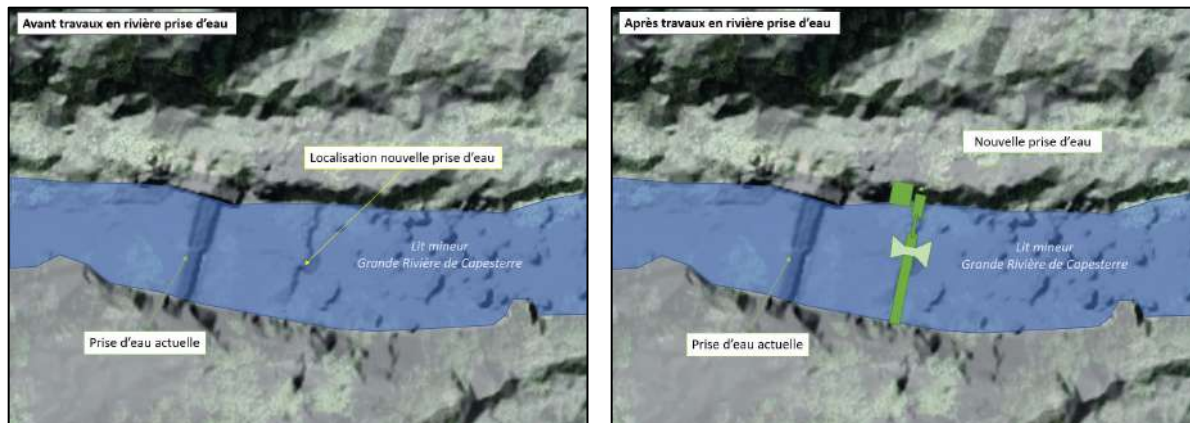 Avant travaux en rivière prise d'eau
Localisation nouvelle prise d'eau
Lit mineur
Grande Rivière de Capesterre
Prise d'eau actuelle
Après travaux en rivière prise d'eau
Nouvelle prise d'eau
Lit mineur
Grande Rivière de Capesterre
Prise d'eau actuelle